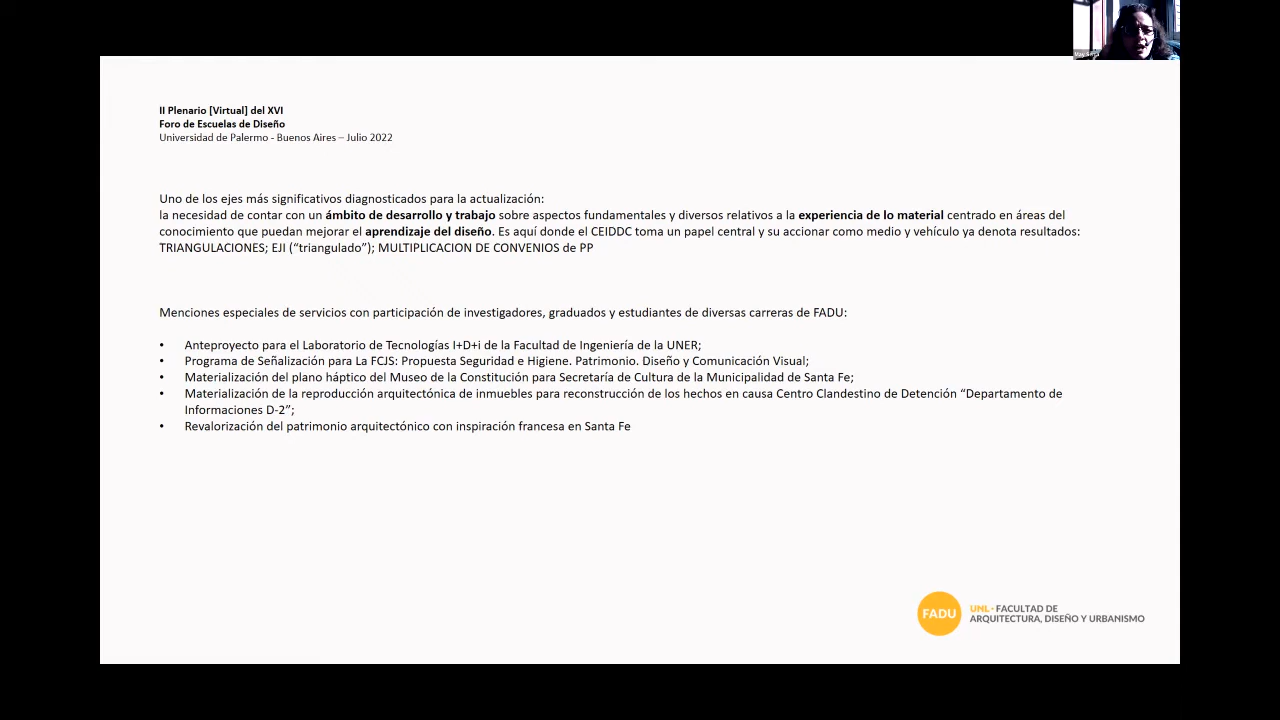 II Plenario [Virtual] del XVI
Foro de Escuelas de Diseño
Universidad de Palermo - Buenos Aires – Julio 2022
Uno de los ejes más significativos diagnosticados para la actualización:
la necesidad de contar con un ámbito de desarrollo y trabajo sobre aspectos fundamentales y diversos relativos a la experiencia de lo material centrado en áreas del
conocimiento que puedan mejorar el aprendizaje del diseño. Es aquí donde el CEIDDC toma un papel central y su accionar como medio y vehículo ya denota resultados:
TRIANGULACIONES; EJI (“triangulado”); MULTIPLICACION DE CONVENIOS de PP
Menciones especiales de servicios con participación de investigadores, graduados y estudiantes de diversas carreras de FADU:
• Anteproyecto para el Laboratorio de Tecnologías I+D+i de la Facultad de Ingeniería de la UNER;
• Programa de Señalización para La FCJS: Propuesta Seguridad e Higiene. Patrimonio. Diseño y Comunicación Visual;
• Materialización del plano háptico del Museo de la Constitución para Secretaría de Cultura de la Municipalidad de Santa Fe;
• Materialización de la reproducción arquitectónica de inmuebles para reconstrucción de los hechos en causa Centro Clandestino de Detención “Departamento de
Informaciones D-2”;
• Revalorización del patrimonio arquitectónico con inspiración francesa en Santa Fe
FADU
UNL · FACULTAD DE
ARQUITECTURA, DISEÑO Y URBANISMO